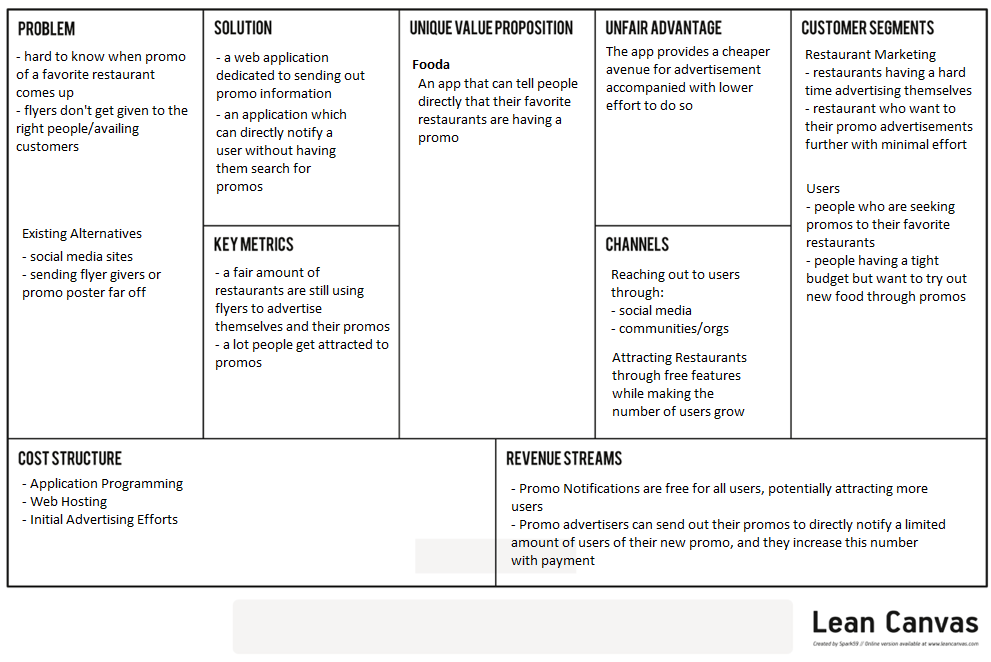 PROBLEM
- hard to know when promo
of a favorite restaurant
comes up
- flyers don't get given to the
right people/availing
customers
Existing Alternatives
- social media sites
- sending flyer givers or
promo poster far off
SOLUTION
- a web application
dedicated to sending out
promo information
- an application which
can directly notify a
user without having
them search for
promos
KEY METRICS
- a fair amount of
restaurants are still using
flyers to advertise
themselves and their promos
- a lot people get attracted to
promos
UNIQUE VALUE PROPOSITION
Fooda
An app that can tell people
directly that their favorite
restaurants are having a
promo
UNFAIR ADVANTAGE
The app provides a cheaper
avenue for advertisement
accompanied with lower
effort to do so
CHANNELS
Reaching out to users
through:
- social media
- communities/orgs
Attracting Restaurants
through free features
while making the
number of users grow
CUSTOMER SEGMENTS
Restaurant Marketing
- restaurants having a hard
time advertising themselves
- restaurant who want to
their promo advertisements
further with minimal effort
Users
- people who are seeking
promos to their favorite
restaurants
- people having a tight
budget but want to try out
new food through promos
COST STRUCTURE
- Application Programming
- Web Hosting
- Initial Advertising Efforts
REVENUE STREAMS
- Promo Notifications are free for all users, potentially attracting more
users
- Promo advertisers can send out their promos to directly notify a limited
amount of users of their new promo, and they increase this number
with payment
Lean Canvas
Created by Spark59 // Online version available at www.leancanvas.com